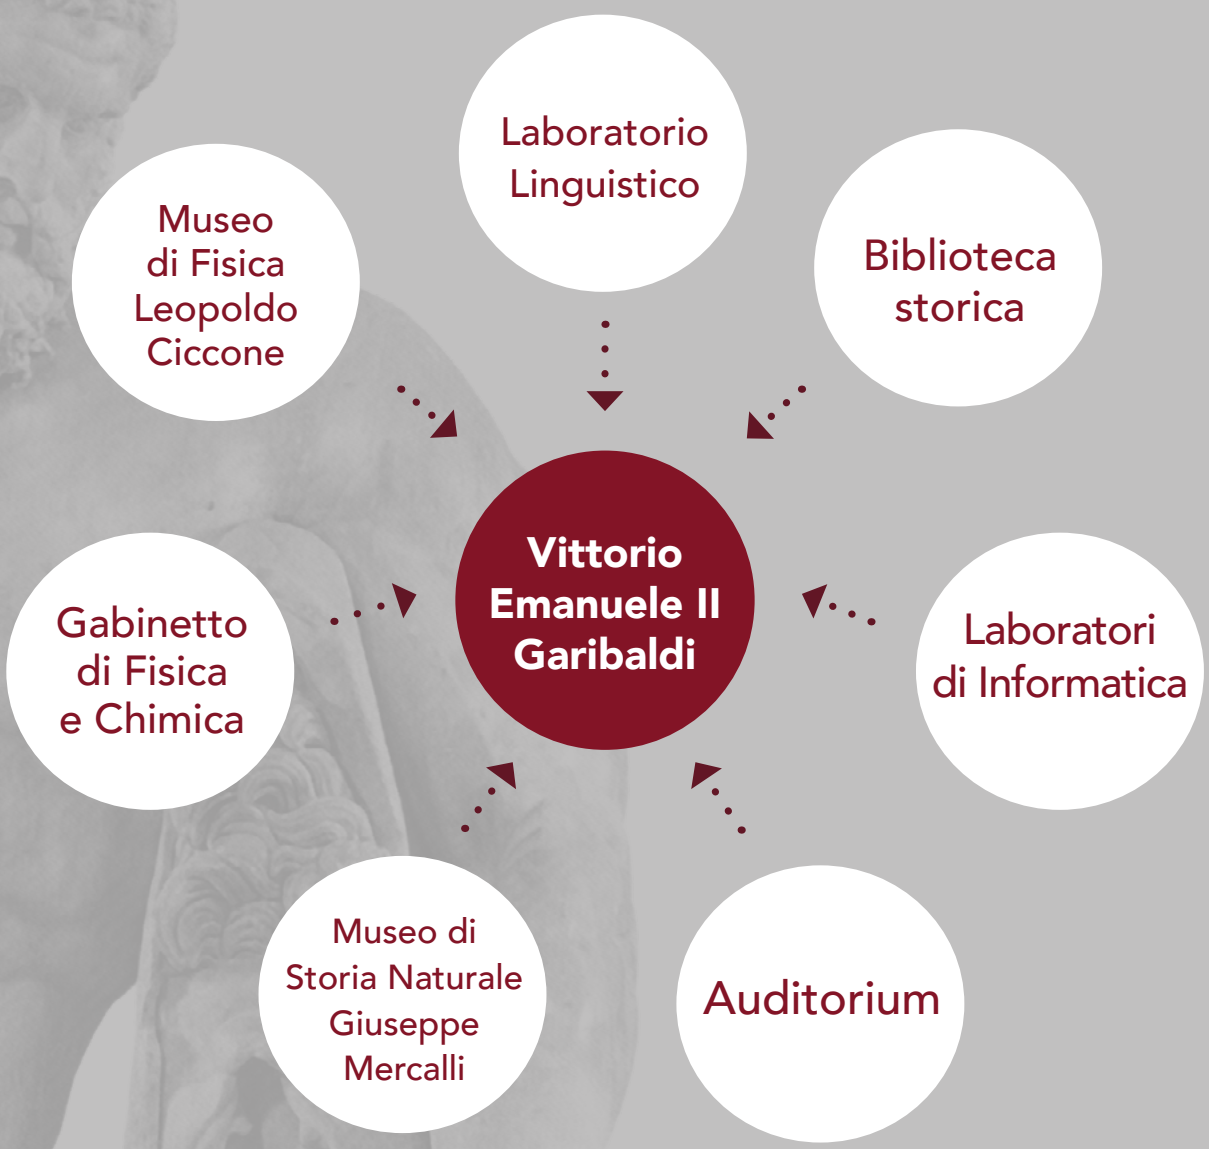 Laboratorio
Linguistico
Museo
di Fisica
Leopoldo
Ciccone
Biblioteca
storica
Vittorio
Emanuele II
Garibaldi
Gabinetto
di Fisica
e Chimica
Laboratori
di Informatica
Museo di
Storia Naturale
Giuseppe
Mercalli
Auditorium